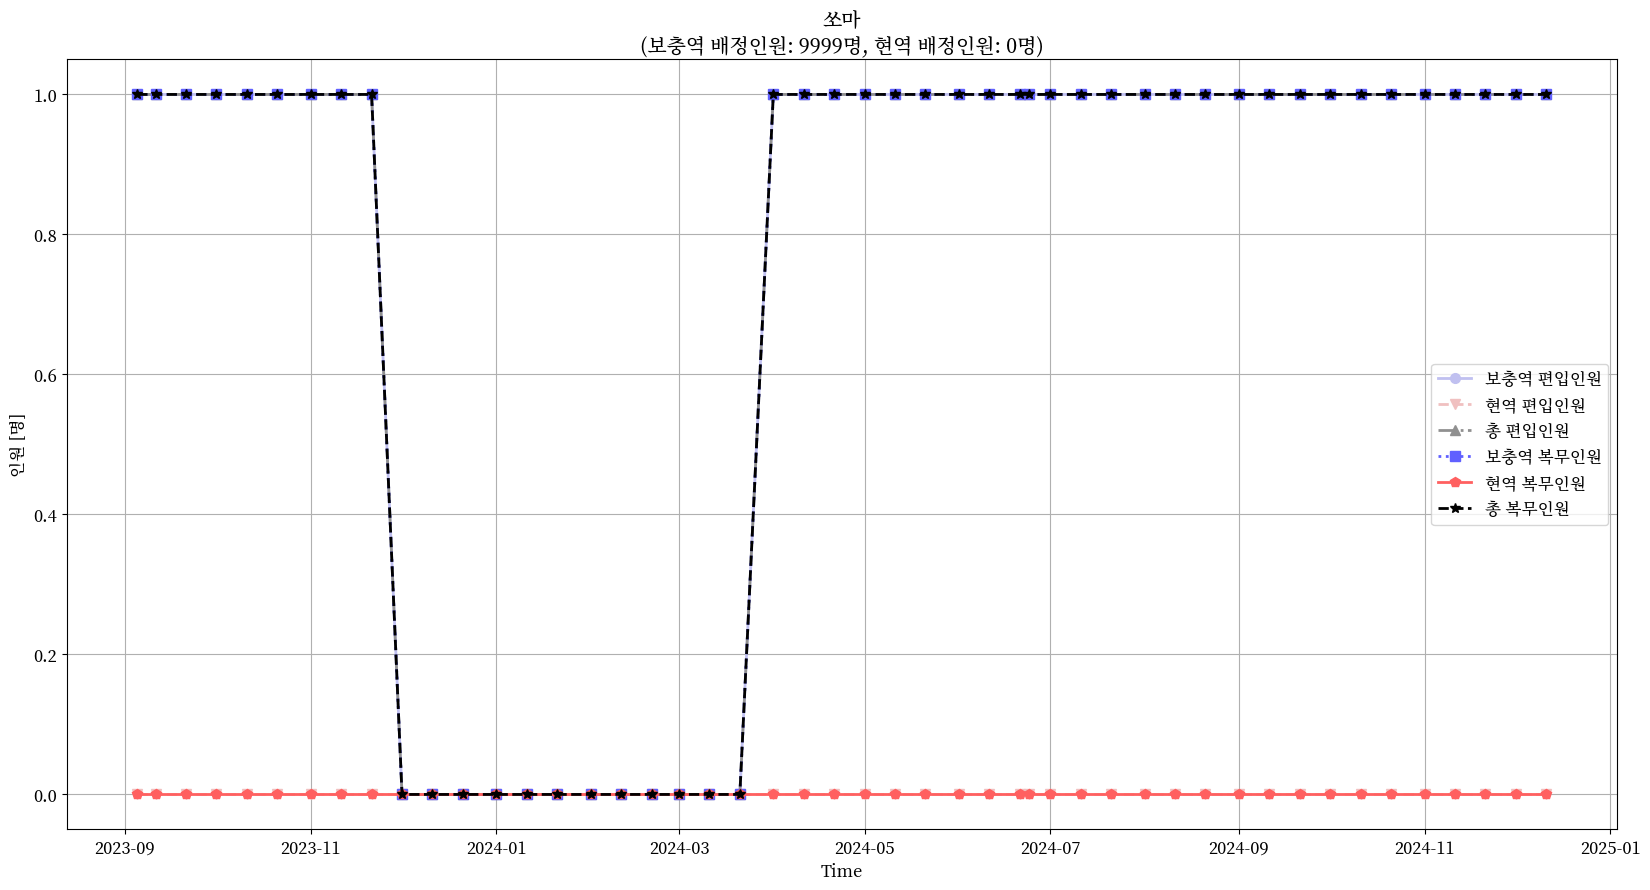 쏘마
(보충역 배정인원: 9999명, 현역 배정인원: 0명)
1.0
0.8
0.6
0.4
0.2
0.0
인원 [명]
보충역 편입인원
현역 편입인원
총 편입인원
보충역 복무인원
현역 복무인원
총 복무인원
2023-09 2023-11 2024-01 2024-03 2024-05 2024-07 2024-09 2024-11 2025-01
Time